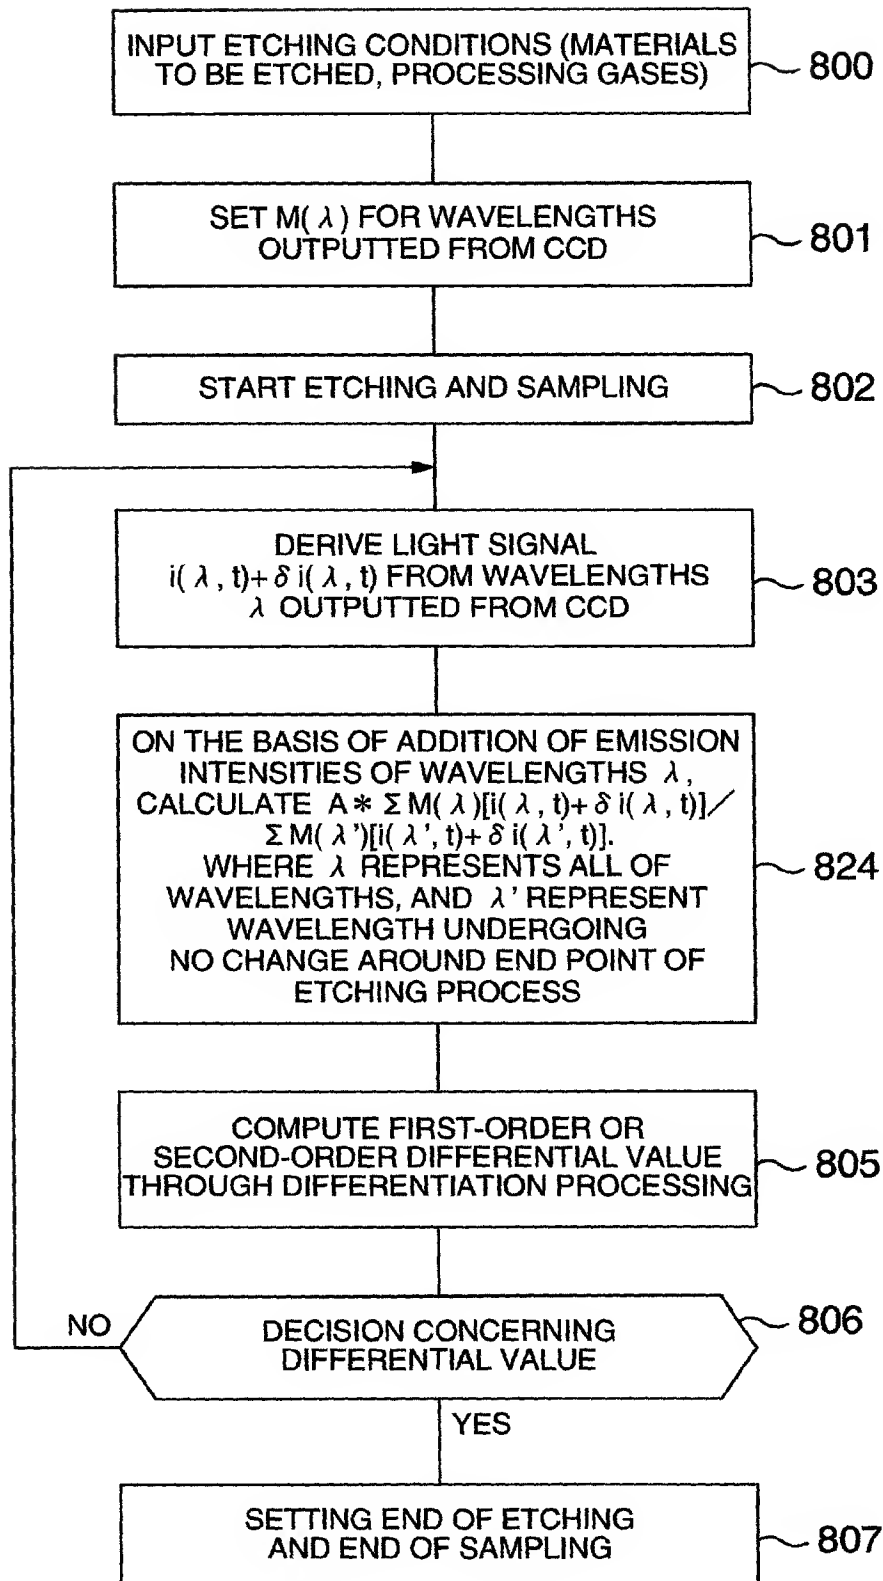 INPUT ETCHING CONDITIONS (MATERIALS
TO BE ETCHED, PROCESSING GASES)
800
SET M(λ) FOR WAVELENGTHS
OUTPUTTED FROM CCD
801
START ETCHING AND SAMPLING
802
DERIVE LIGHT SIGNAL
i(λ, t)+δi(λ, t) FROM WAVELENGTHS
λ OUTPUTTED FROM CCD
803
ON THE BASIS OF ADDITION OF EMISSION
INTENSITIES OF WAVELENGTHS λ,
CALCULATE A* ΣM(λ)[i(λ, t)+δi(λ, t)]/
ΣM(λ')[i(λ', t)+δi(λ', t)].
WHERE λ REPRESENTS ALL OF
WAVELENGTHS, AND λ' REPRESENT
WAVELENGTH UNDERGOING
NO CHANGE AROUND END POINT OF
ETCHING PROCESS
824
COMPUTE FIRST-ORDER OR
SECOND-ORDER DIFFERENTIAL VALUE
THROUGH DIFFERENTIATION PROCESSING
805
NO
DECISION CONCERNING
DIFFERENTIAL VALUE
806
YES
SETTING END OF ETCHING
AND END OF SAMPLING
807